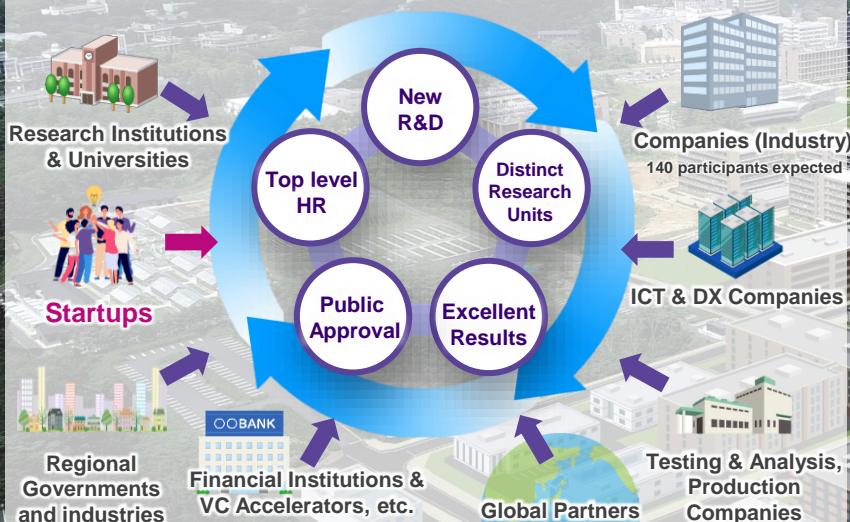 New
R&D
Research Institutions
& Universities
Companies (Industry)
140 participants expected
Top level
HR
Distinct
Research
Units
Startups
ICT & DX Companies
Public
Approval
Excellent
Results
Regional
Governments
and industries
OOBANK
Financial Institutions &
VC Accelerators, etc.
Global Partners
Testing & Analysis,
Production
Companies